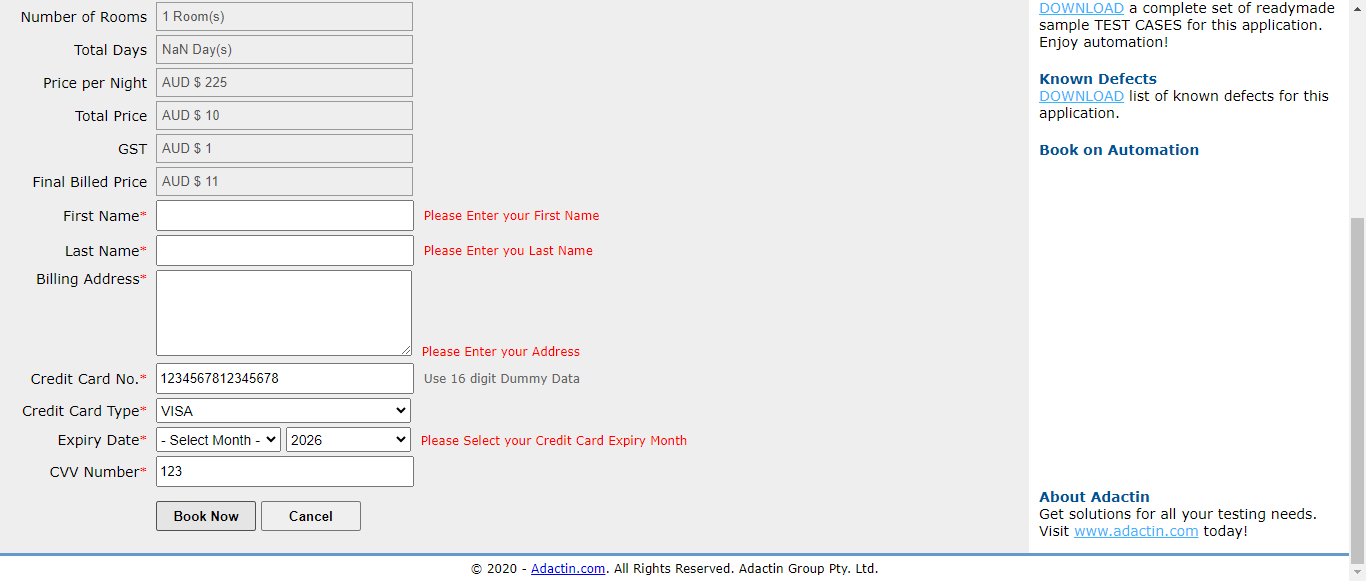 Number of Rooms 1 Room(s)
Total Days NaN Day(s)
Price per Night AUD $ 225
Total Price AUD $ 10
GST AUD $ 1
Final Billed Price AUD $ 11
First Name* Please Enter your First Name
Last Name* Please Enter you Last Name
Billing Address*
Please Enter your Address
Credit Card No.* 1234567812345678 Use 16 digit Dummy Data
Credit Card Type* VISA
Expiry Date* - Select Month - 2026 Please Select your Credit Card Expiry Month
CVV Number* 123
Book Now Cancel
DOWNLOAD a complete set of readymade
sample TEST CASES for this application.
Enjoy automation!
Known Defects
DOWNLOAD list of known defects for this
application.
Book on Automation
About Adactin
Get solutions for all your testing needs.
Visit www.adactin.com today!
© 2020 - Adactin.com. All Rights Reserved. Adactin Group Pty. Ltd.